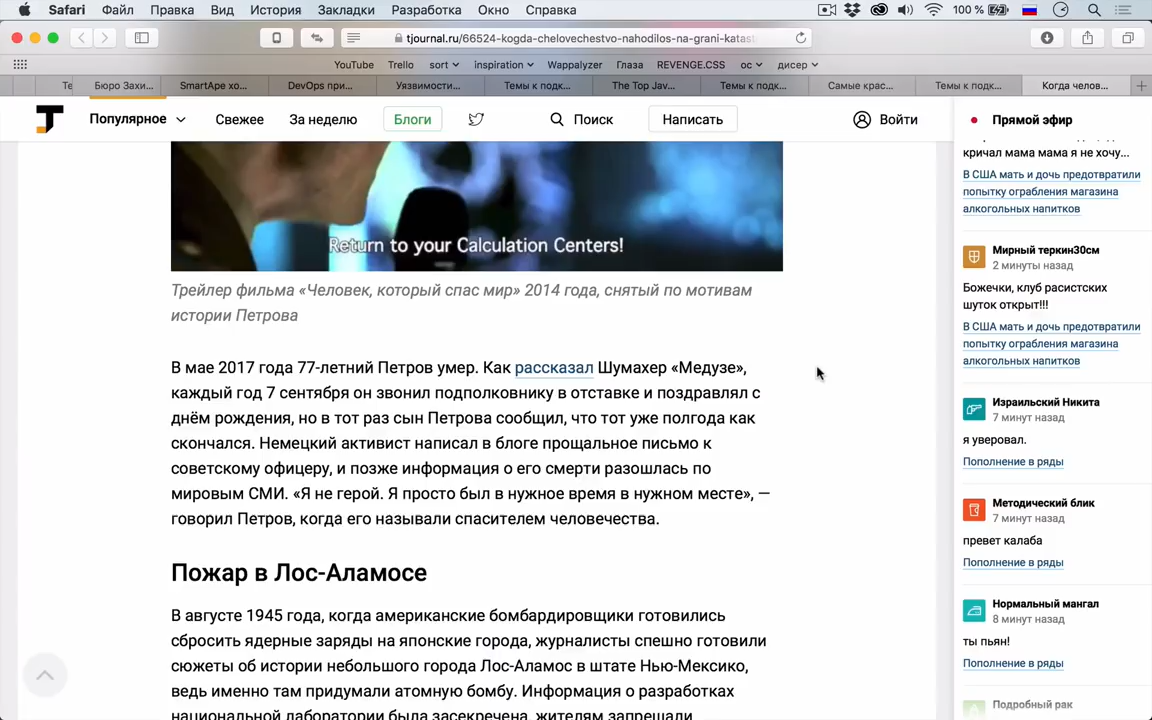 Safari Файл Правка Вид История Закладки Разработка Окно Справка 100 %
tjournal.ru/66524-kogda-chelovechestvo-nahodilos-na-grani-katast
YouTube Trello sort inspiration Wappalyzer Глаза REVENGE.CSS ос дисер
Те Бюро Захи... SmartApe хо... DevOps при... Уязвимости... Темы к подк... The Top Jav... Темы к подк... Самые крас... Темы к подк... Когда челов...
Популярное Свежее За неделю Блоги Поиск Написать Войти
Return to your Calculation Centers!
Трейлер фильма «Человек, который спас мир» 2014 года, снятый по мотивам
истории Петрова
В мае 2017 года 77-летний Петров умер. Как рассказал Шумахер «Медузе»,
каждый год 7 сентября он звонил подполковнику в отставке и поздравлял с
днём рождения, но в тот раз сын Петрова сообщил, что тот уже полгода как
скончался. Немецкий активист написал в блоге прощальное письмо к
советскому офицеру, и позже информация о его смерти разошлась по
мировым СМИ. «Я не герой. Я просто был в нужное время в нужном месте», —
говорил Петров, когда его называли спасителем человечества.
Пожар в Лос-Аламосе
В августе 1945 года, когда американские бомбардировщики готовились
сбросить ядерные заряды на японские города, журналисты спешно готовили
сюжеты об истории небольшого города Лос-Аламос в штате Нью-Мексико,
ведь именно там придумали атомную бомбу. Информация о разработках
национальной лаборатории была засекречена, жителям запрещали
Прямой эфир
кричал мама мама я не хочу...
В США мать и дочь предотвратили
попытку ограбления магазина
алкогольных напитков
Мирный теркин30см
2 минуты назад
Божечки, клуб расистских
шуток открыт!!!
В США мать и дочь предотвратили
попытку ограбления магазина
алкогольных напитков
Израильский Никита
7 минут назад
я уверовал.
Пополнение в ряды
Методический блик
7 минут назад
превет калаба
Пополнение в ряды
Нормальный мангал
8 минут назад
ты пьян!
Пополнение в ряды
Подробный рак